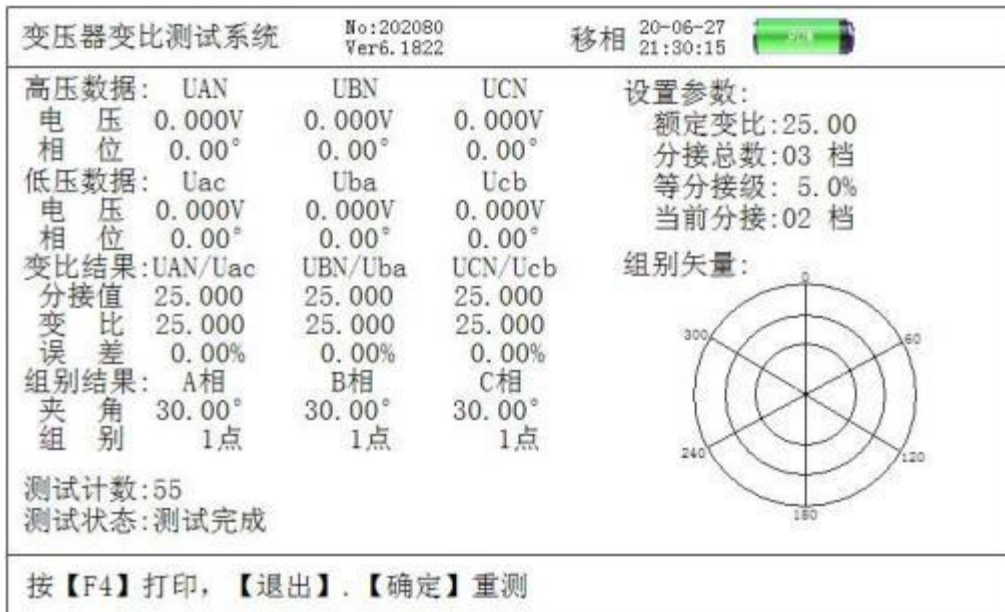 变压器变比测试系统 No:202080 Ver6.1822 移相 20-06-27 21:30:15
高压数据: UAN UBN UCN
电 压 0.000V 0.000V 0.000V
相 位 0.00° 0.00° 0.00°
低压数据: Uac Uba Ucb
电 压 0.000V 0.000V 0.000V
相 位 0.00° 0.00° 0.00°
变比结果:UAN/Uac UBN/Uba UCN/Ucb
分接值 25.000 25.000 25.000
变 比 25.000 25.000 25.000
误 差 0.00% 0.00% 0.00%
组别结果: A相 B相 C相
夹 角 30.00° 30.00° 30.00°
组 别 1点 1点 1点
测试计数:55
测试状态:测试完成
设置参数:
额定变比:25.00
分接总数:03 档
等分接级: 5.0%
当前分接:02 档
组别矢量:
0
300 60
240 120
180
按【F4】打印, 【退出】.【确定】重测